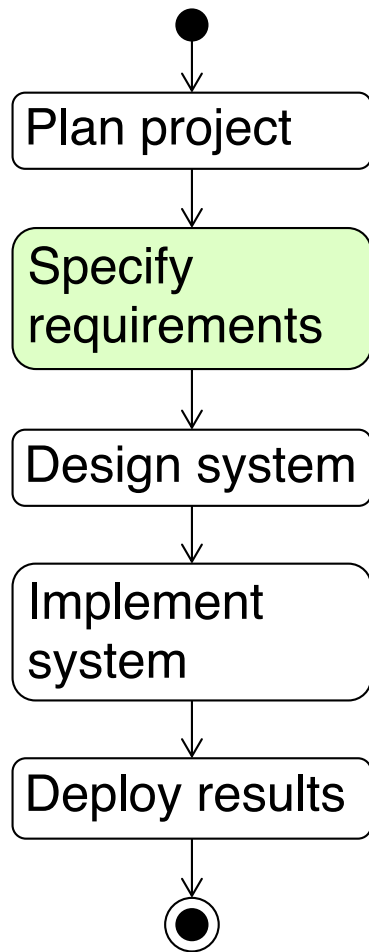 Plan project
Specify
requirements
Design system
Implement
system
Deploy results